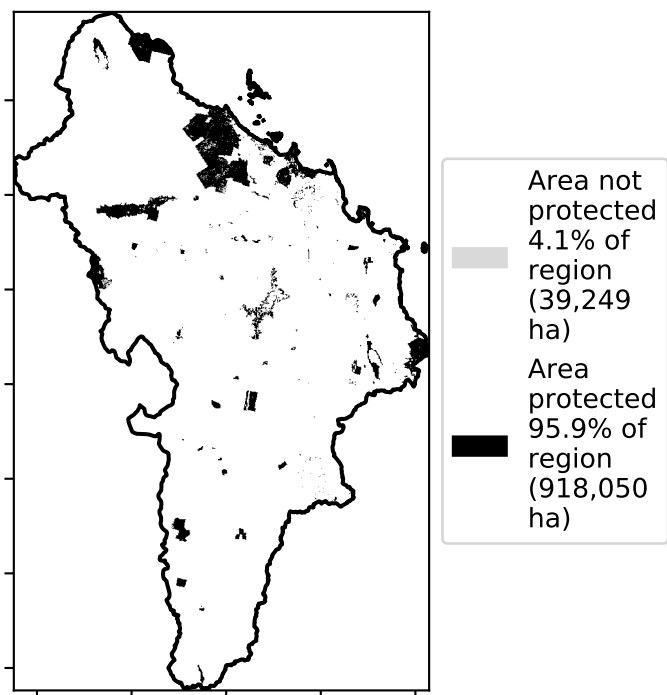 Area not
protected
4.1% of
region
(39,249
ha)
Area
protected
95.9% of
region
(918,050
ha)